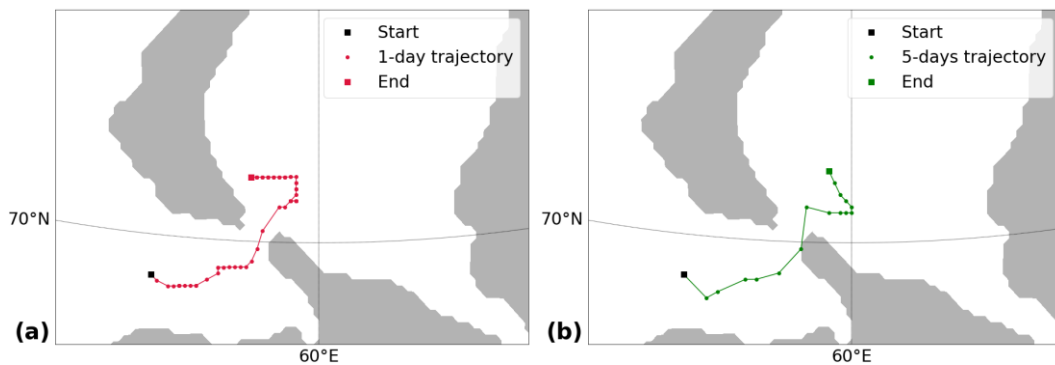 Start
1-day trajectory
End
70°N
(a)
60°E
Start
5-days trajectory
End
70°N
(b)
60°E